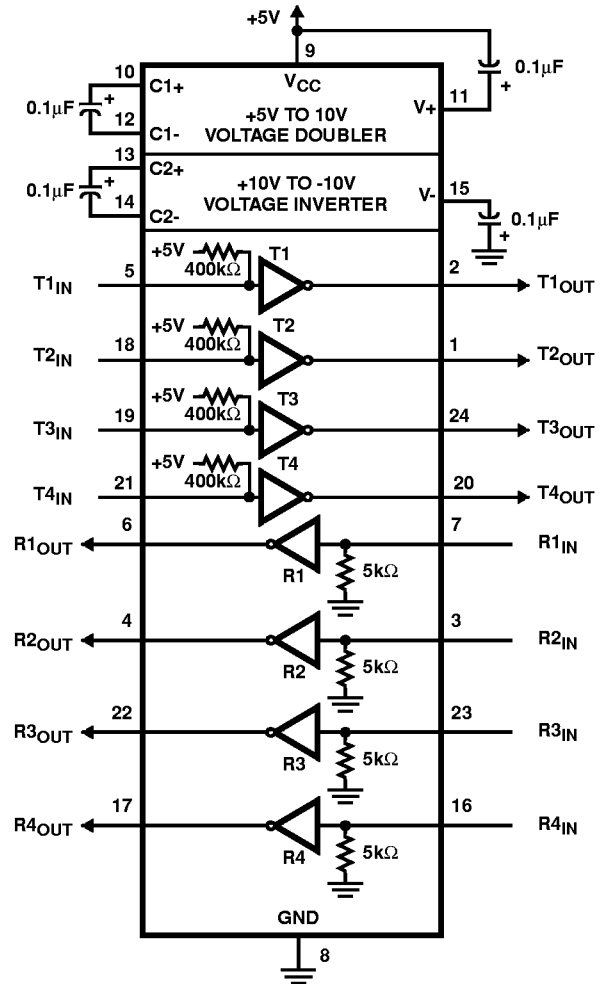 +5V
9
10
C1+
VCC
0.1µF
+
+
0.1µF
V+
11
+5V TO 10V
VOLTAGE DOUBLER
12
C1-
13
C2+
+
0.1µF
+10V TO -10V
VOLTAGE INVERTER
V-
15
14
C2-
0.1µF
+
+5V
400kΩ
T1
T1IN
5
2
T1OUT
+5V
400kΩ
T2
T2IN
18
1
T2OUT
+5V
400kΩ
T3
T3IN
19
24
T3OUT
+5V
400kΩ
T4
T4IN
21
20
T4OUT
R1OUT
6
R1
5kΩ
7
R1IN
R2OUT
4
R2
5kΩ
3
R2IN
R3OUT
22
R3
5kΩ
23
R3IN
R4OUT
17
R4
5kΩ
16
R4IN
GND
8